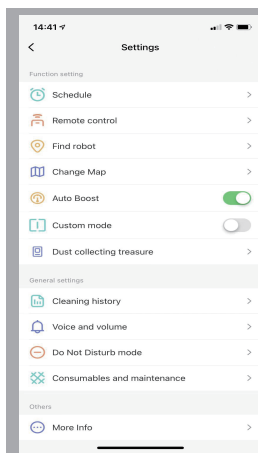 14:41
Settings
Function setting
Schedule
Remote control
Find robot
Change Map
Auto Boost
Custom mode
Dust collecting treasure
General settings
Cleaning history
Voice and volume
Do Not Disturb mode
Consumables and maintenance
Others
More Info